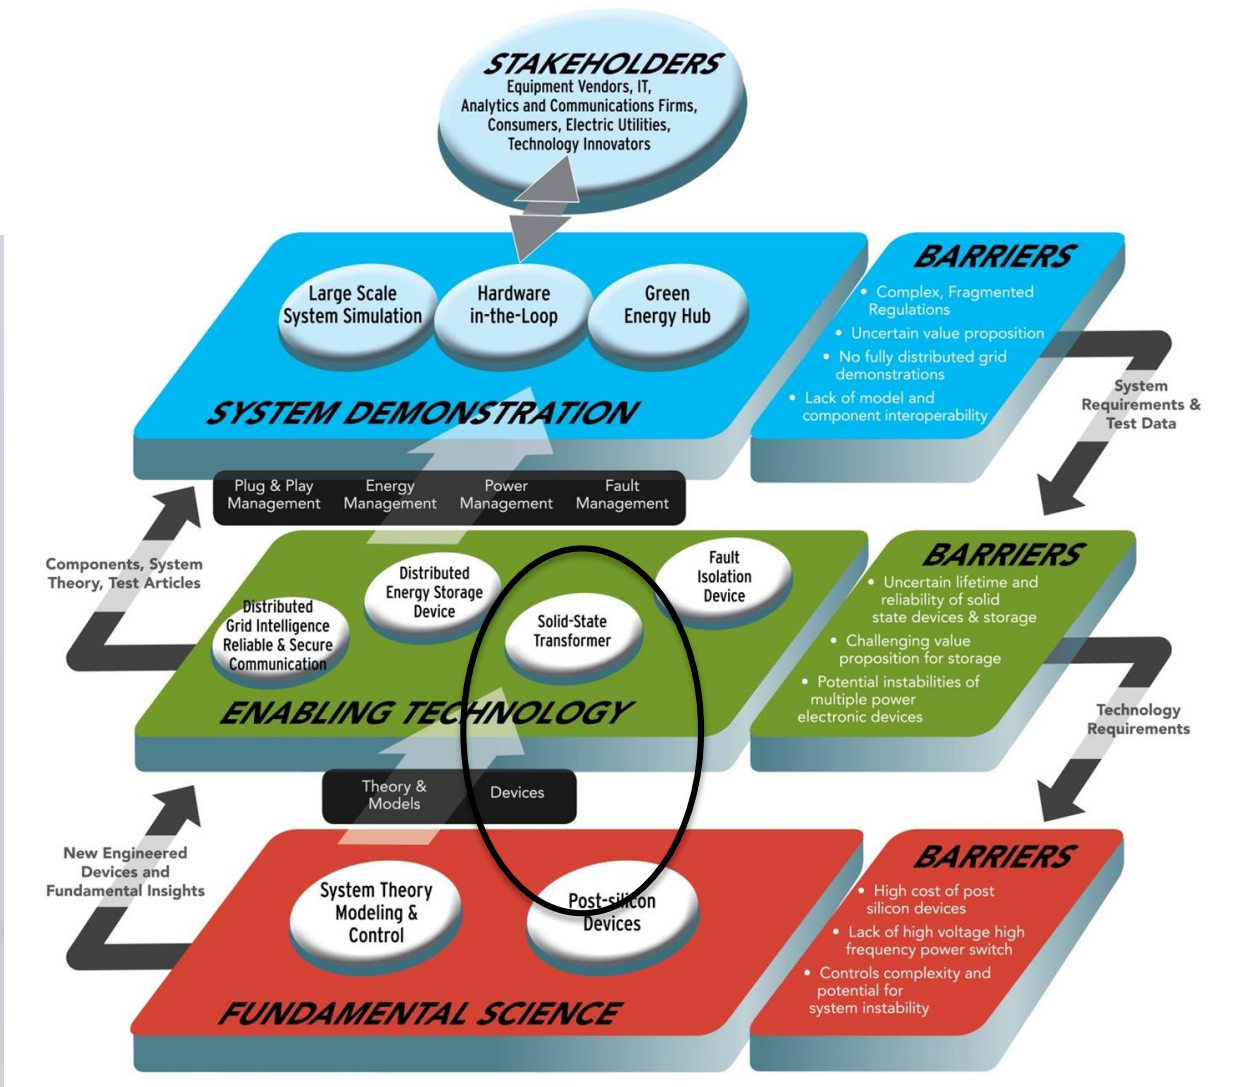 STAKEHOLDERS
Equipment Vendors, IT,
Analytics and Communications Firms,
Consumers, Electric Utilities,
Technology Innovators
Large Scale
System Simulation
Hardware
in-the-Loop
Green
Energy Hub
SYSTEM DEMONSTRATION
BARRIERS
• Complex, Fragmented
Regulations
• Uncertain value proposition
• No fully distributed grid
demonstrations
• Lack of model and
component interoperability
System
Requirements &
Test Data
Plug & Play
Management
Energy
Management
Power
Management
Fault
Management
Components, System
Theory, Test Articles
Distributed
Grid Intelligence
Reliable & Secure
Communication
Distributed
Energy Storage
Device
Solid-State
Transformer
Fault
Isolation
Device
ENABLING TECHNOLOGY
BARRIERS
• Uncertain lifetime and
reliability of solid
state devices & storage
• Challenging value
proposition for storage
• Potential instabilities of
multiple power
electronic devices
Technology
Requirements
Theory &
Models
Devices
New Engineered
Devices and
Fundamental Insights
System Theory
Modeling &
Control
Post-silicon
Devices
FUNDAMENTAL SCIENCE
BARRIERS
• High cost of post
silicon devices
• Lack of high voltage high
frequency power switch
• Controls complexity and
potential for
system instability